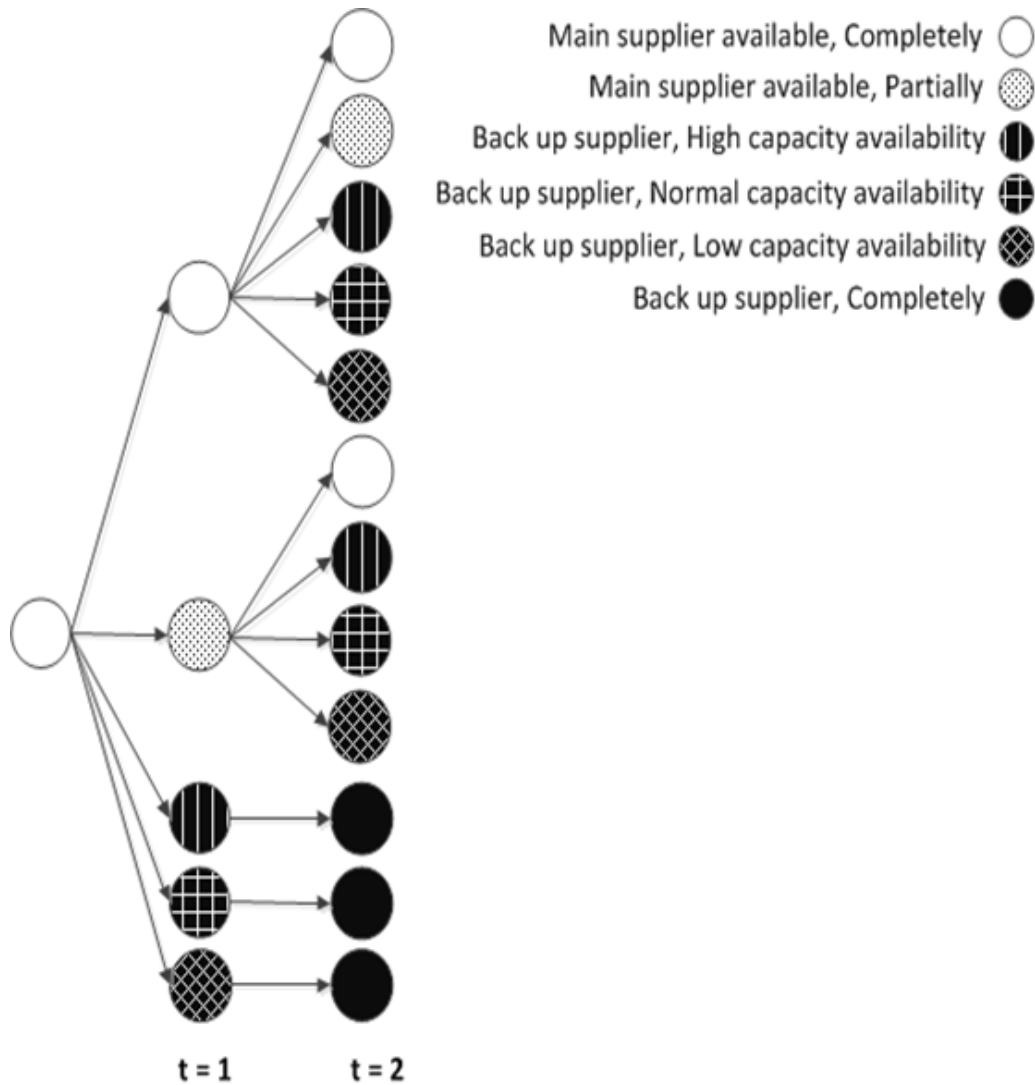 Main supplier available, Completely
Main supplier available, Partially
Back up supplier, High capacity availability
Back up supplier, Normal capacity availability
Back up supplier, Low capacity availability
Back up supplier, Completely
t = 1
t = 2